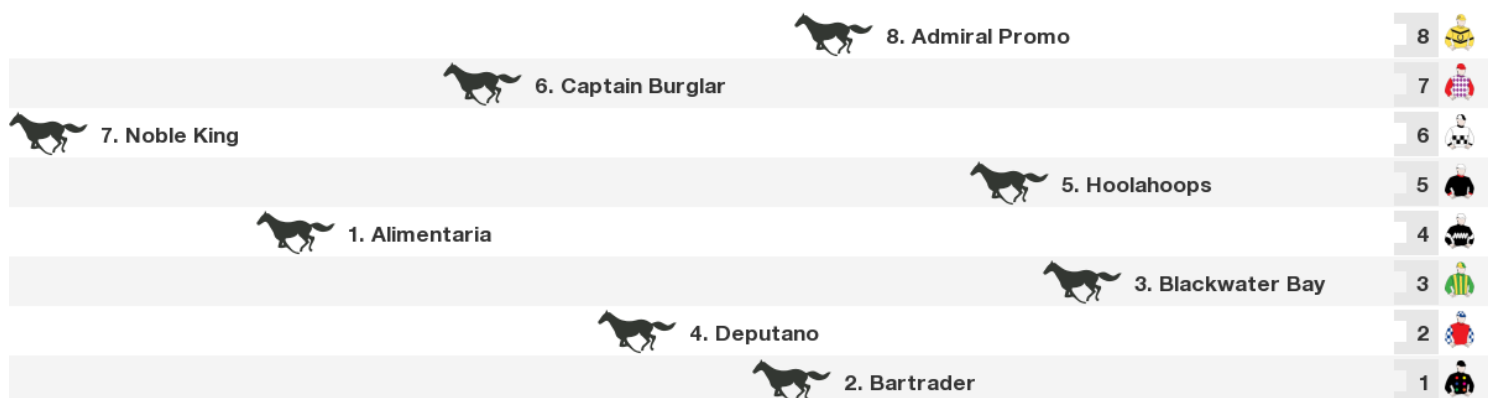 8. Admiral Promo 8
6. Captain Burglar 7
7. Noble King 6
5. Hoolahoops 5
1. Alimentaria 4
3. Blackwater Bay 3
4. Deputano 2
2. Bartrader 1